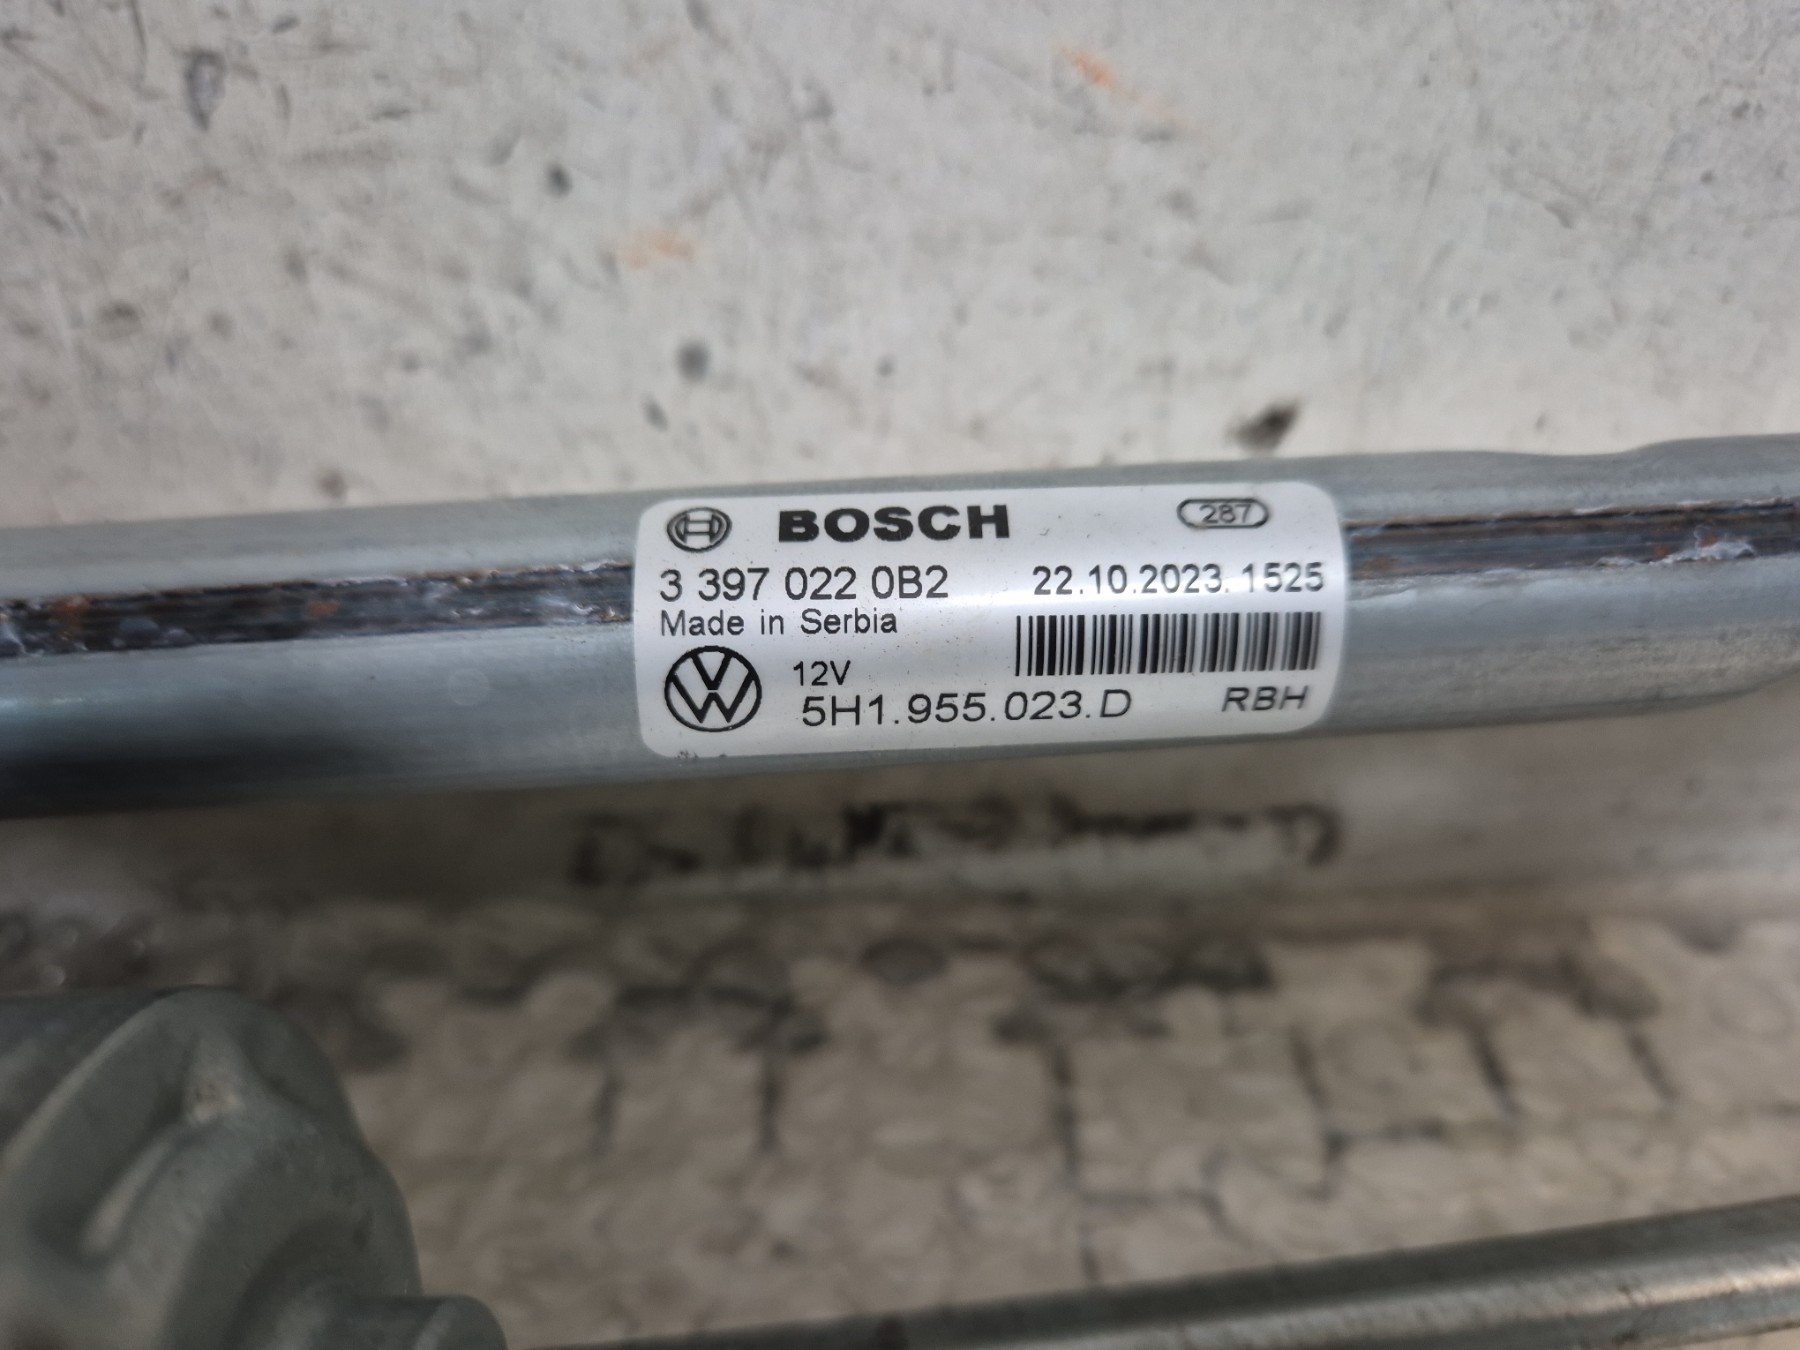 BOSCH 287
3 397 022 0B2 22.10.2023. 1525
Made in Serbia
12V
5H1.955.023.D RBH